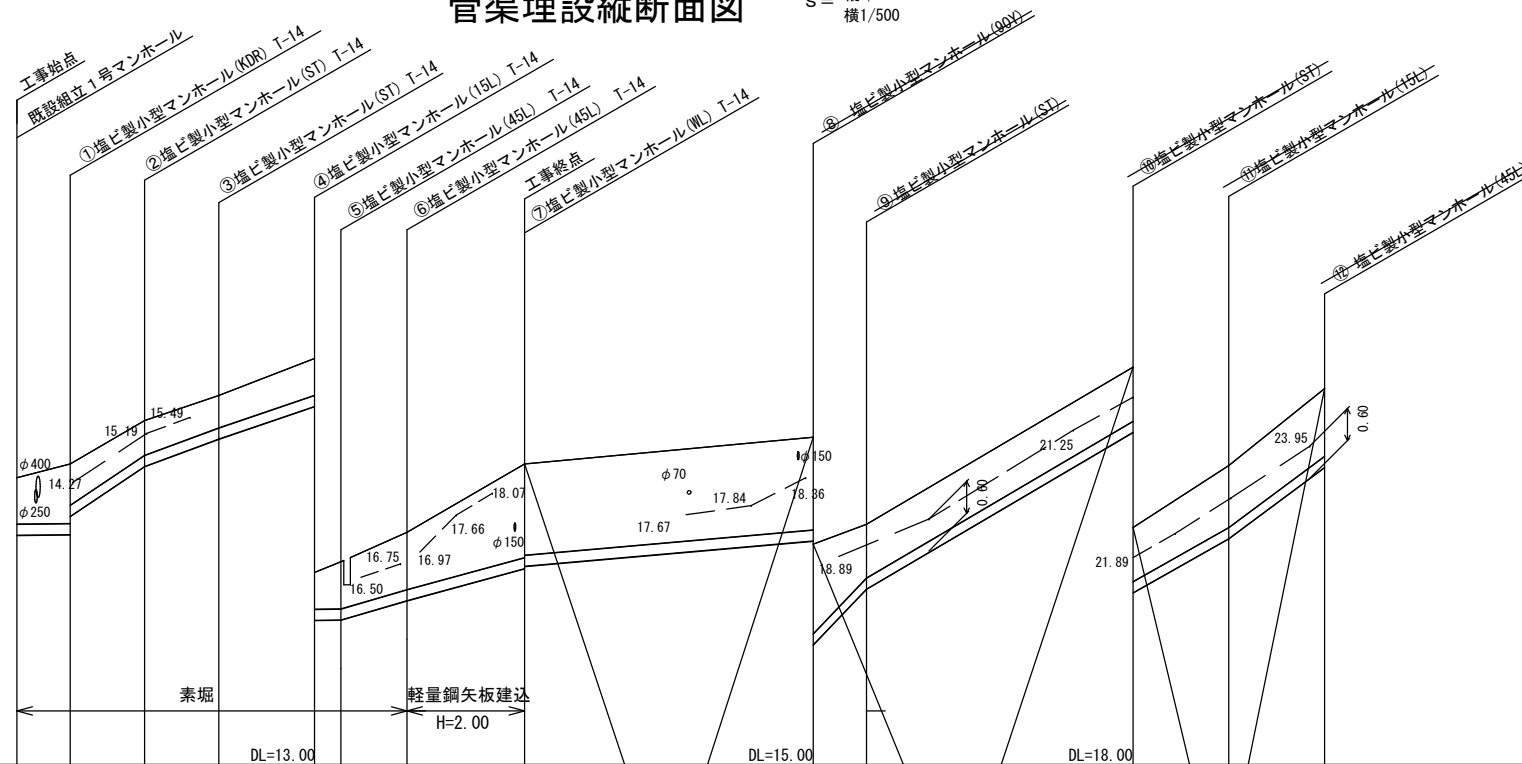 管渠埋設縦断面図
S=
横1/500
工事始点
既設組立1号マンホール
①塩ビ製小型マンホール(KDR) T-14
②塩ビ製小型マンホール(ST) T-14
③塩ビ製小型マンホール(ST) T-14
④塩ビ製小型マンホール(15L) T-14
⑤塩ビ製小型マンホール(45L) T-14
⑥塩ビ製小型マンホール(45L) T-14
工事終点
⑦塩ビ製小型マンホール(WL) T-14
⑧ 塩ビ製小型マンホール(90Y)
⑨塩ビ製小型マンホール(ST)
⑩塩ビ製小型マンホール(ST)
⑪塩ビ製小型マンホール(15L)
⑫ 塩ビ製小型マンホール(45L)
φ400
14.27
φ250
15.19
15.49
16.50
16.75
16.97
17.66
18.07
φ150
φ70
17.67
17.84
φ150
18.36
18.89
0.60
21.25
21.89
23.95
0.60
素堀
軽量鋼矢板建込
H=2.00
DL=13.00
DL=15.00
DL=18.00